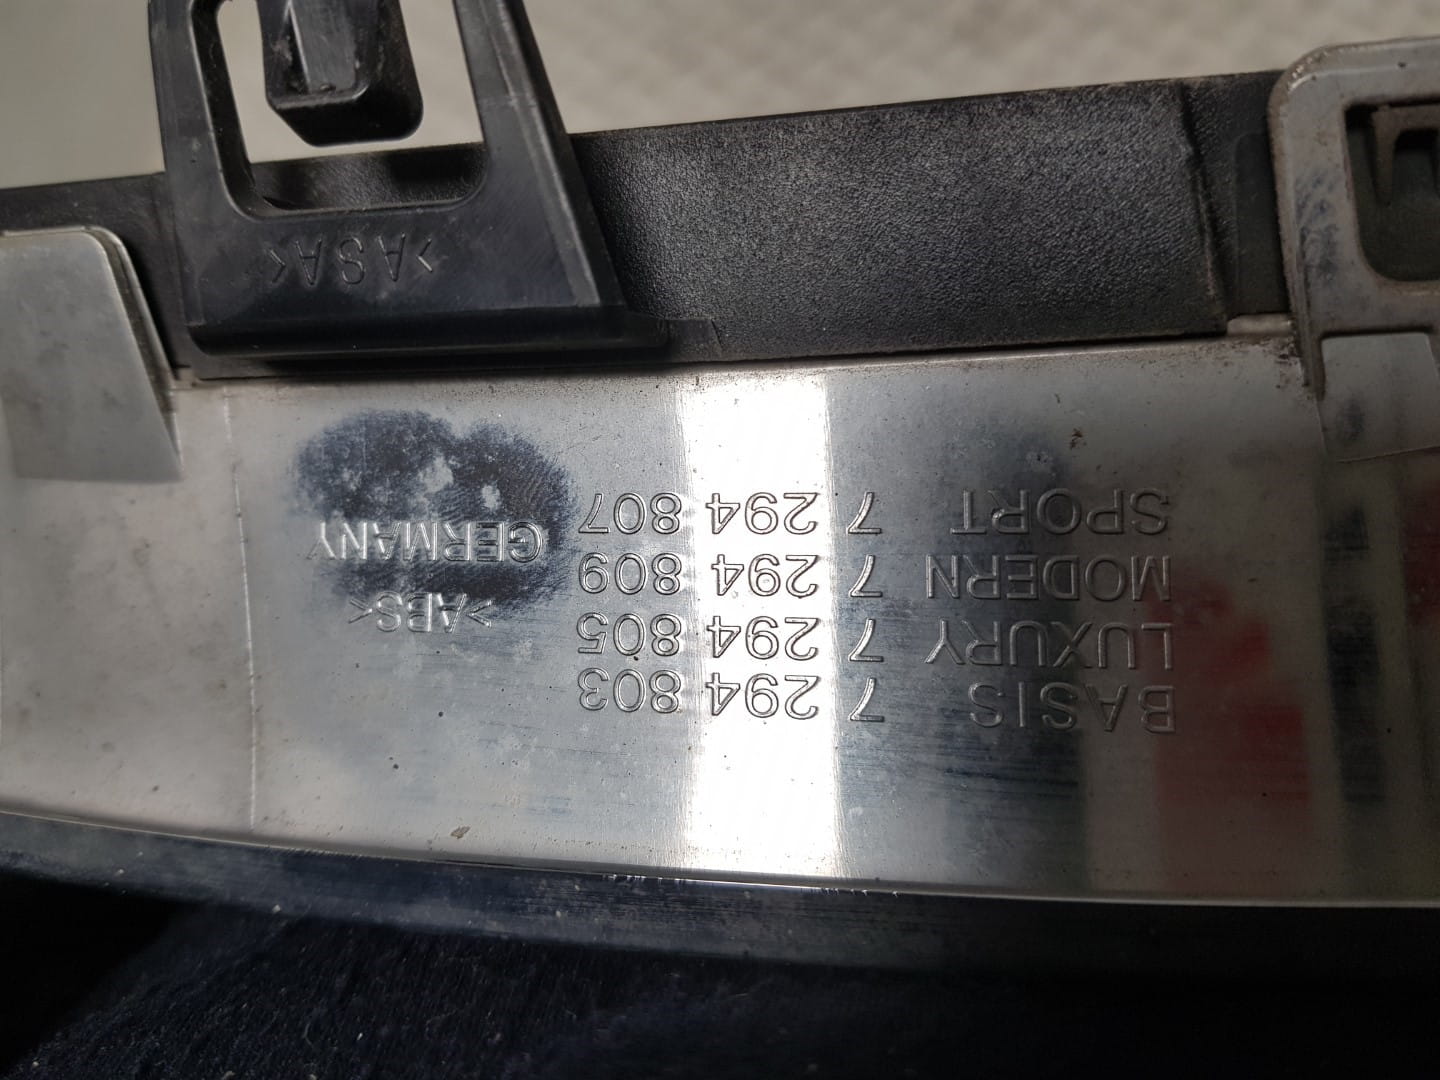 BASIS 7 294 803
LUXURY 7 294 805
MODERN 7 294 809
SPORT 7 294 807
>ABS<
GERMANY
>ASA<